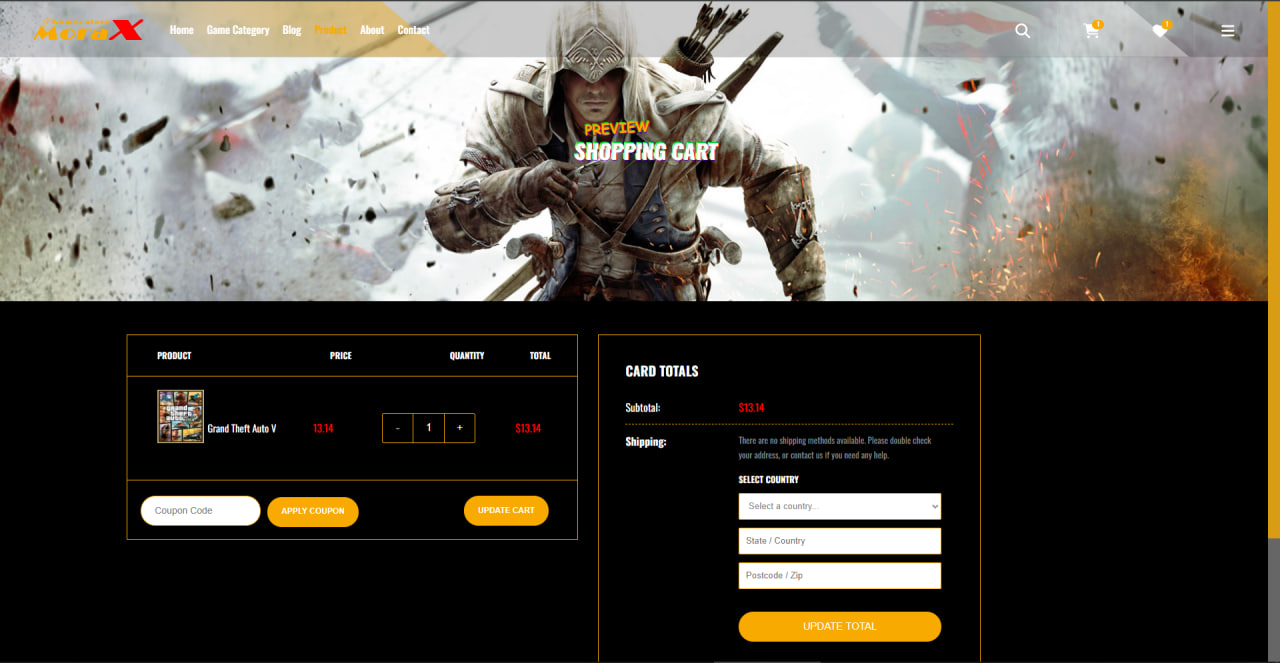 MoraX
Home Game Category Blog Product About Contact
1 1
PREVIEW
SHOPPING CART
PRODUCT PRICE QUANTITY TOTAL
grand
theft
auto
Grand Theft Auto V 13.14 - 1 + $13.14
Coupon Code APPLY COUPON UPDATE CART
CARD TOTALS
Subtotal: $13.14
Shipping: There are no shipping methods available. Please double check
your address, or contact us if you need any help.
SELECT COUNTRY
Select a country...
State / Country
Postcode / Zip
UPDATE TOTAL